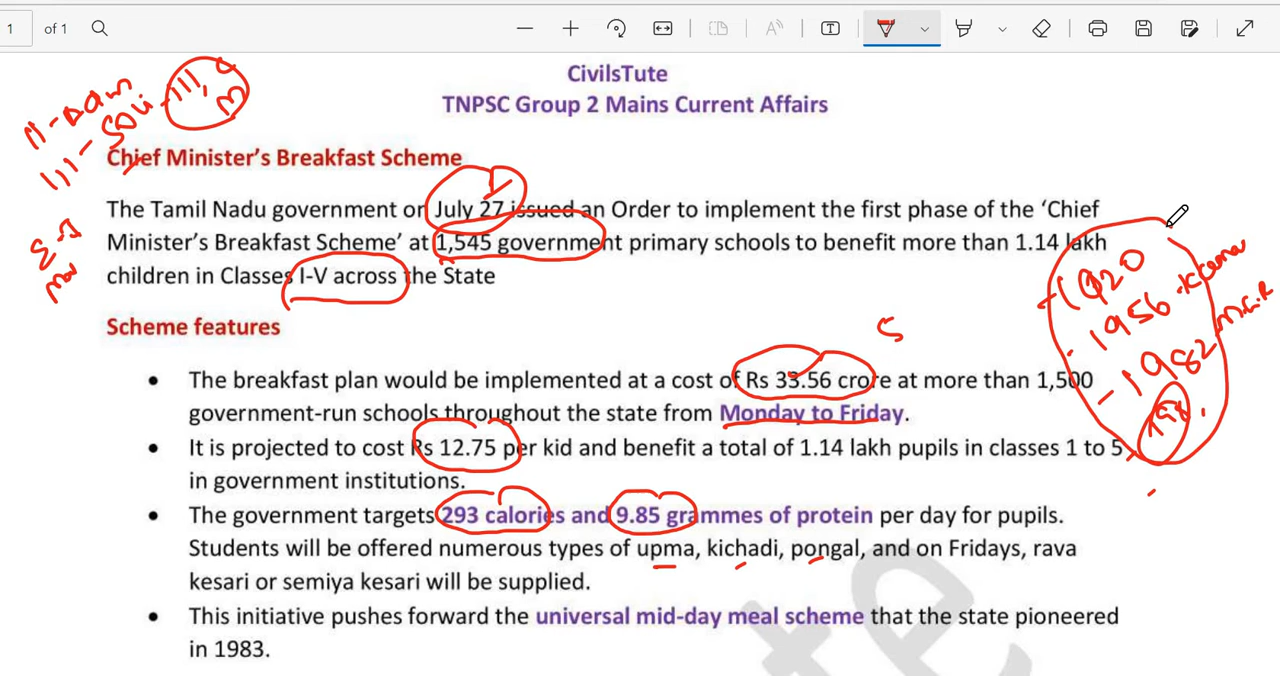 1 of 1
CivilsTute
TNPSC Group 2 Mains Current Affairs
Chief Minister's Breakfast Scheme
The Tamil Nadu government on July 27 issued an Order to implement the first phase of the 'Chief
Minister's Breakfast Scheme' at 1,545 government primary schools to benefit more than 1.14 lakh
children in Classes I-V across the State
Scheme features
• The breakfast plan would be implemented at a cost of Rs 33.56 crore at more than 1,500
government-run schools throughout the state from Monday to Friday.
• It is projected to cost Rs 12.75 per kid and benefit a total of 1.14 lakh pupils in classes 1 to 5
in government institutions.
• The government targets 293 calories and 9.85 grammes of protein per day for pupils.
Students will be offered numerous types of upma, kichadi, pongal, and on Fridays, rava
kesari or semiya kesari will be supplied.
• This initiative pushes forward the universal mid-day meal scheme that the state pioneered
in 1983.
5
-1920
-1956
-1982 M.G.R